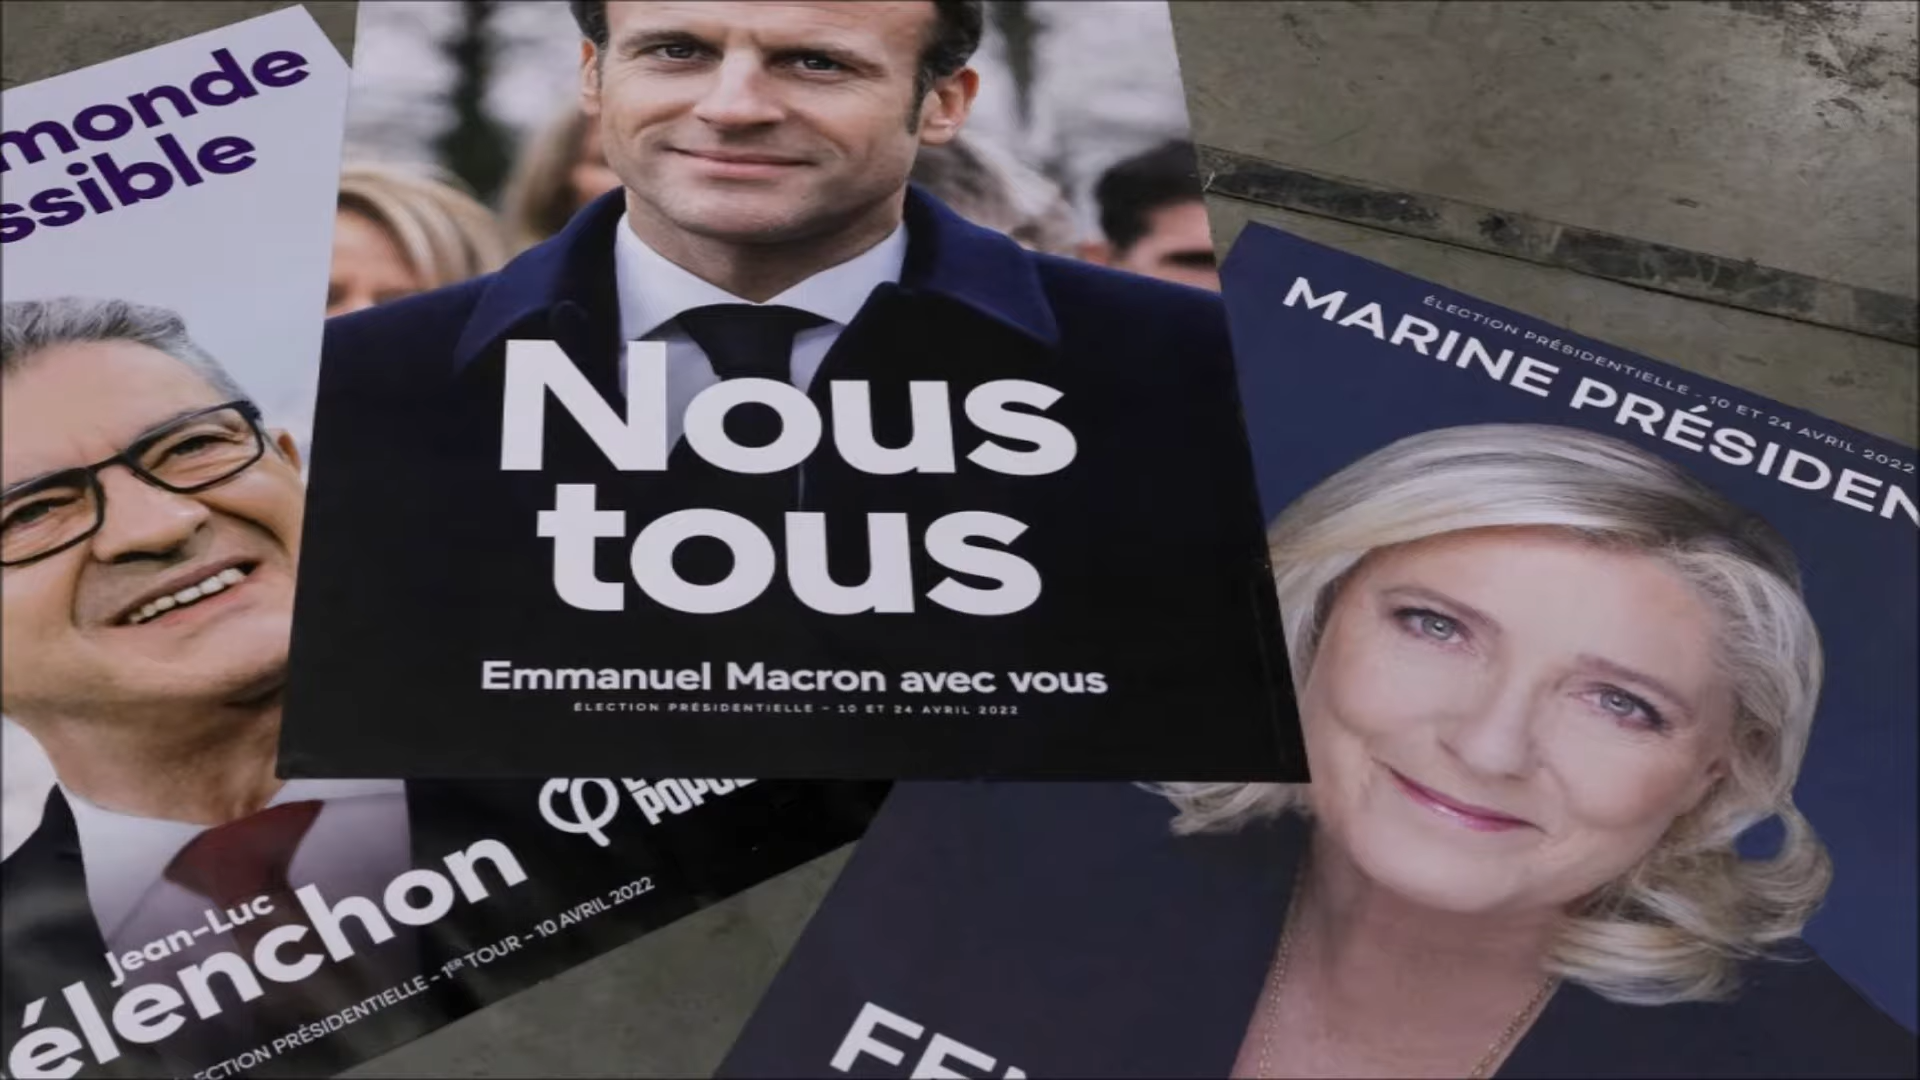 monde
ssible
Jean-Luc
élenchon
ÉLECTION PRÉSIDENTIELLE - 1ER TOUR - 10 AVRIL 2022
Nous
tous
Emmanuel Macron avec vous
ÉLECTION PRÉSIDENTIELLE – 10 ET 24 AVRIL 2022
ÉLECTION PRÉSIDENTIELLE - 10 ET 24 AVRIL 2022
MARINE PRÉSIDEN